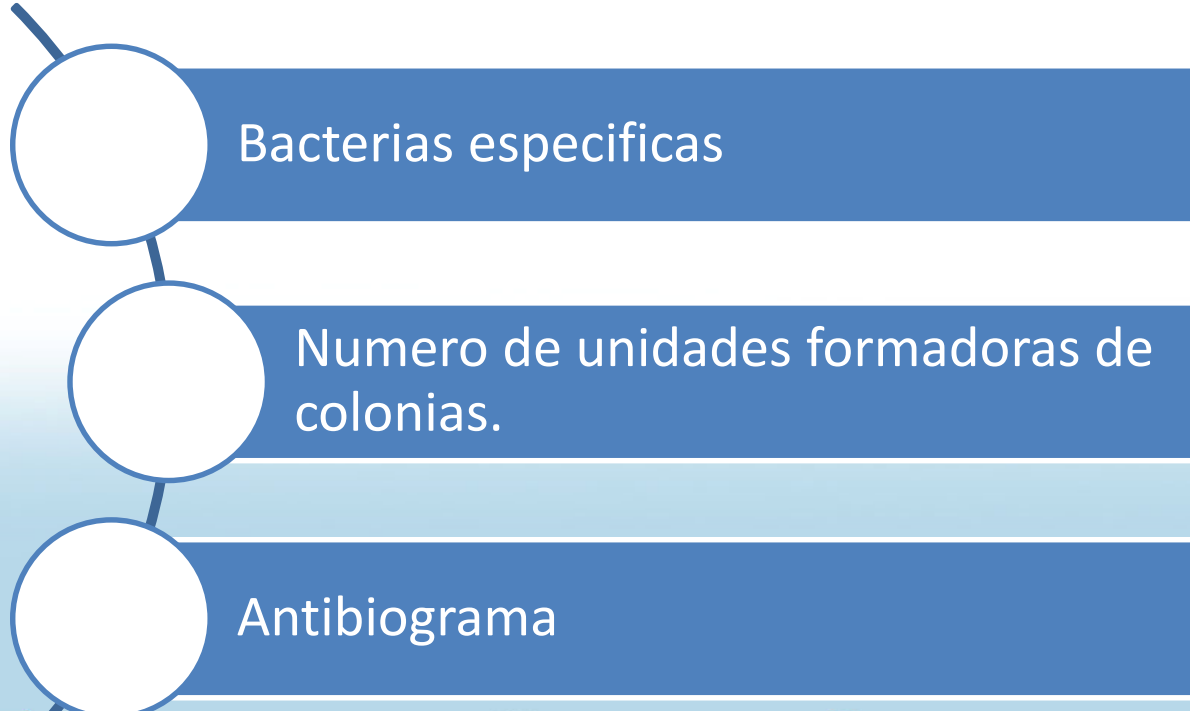 Bacterias especificas
Numero de unidades formadoras de
colonias.
Antibiograma